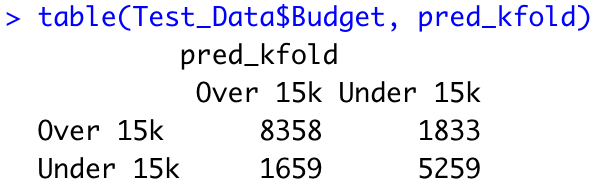 > table(Test_Data$Budget, pred_kfold)
pred_kfold
Over 15k Under 15k
Over 15k 8358 1833
Under 15k 1659 5259